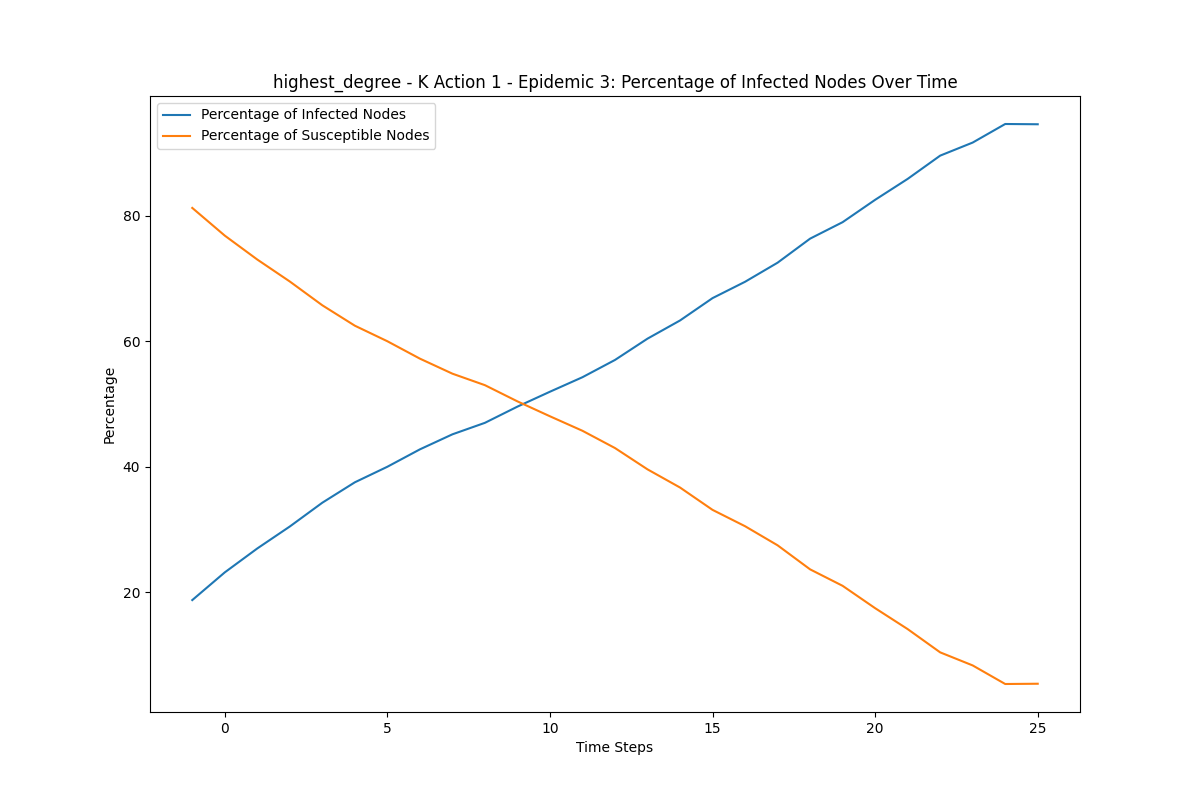 highest_degree - K Action 1 - Epidemic 3: Percentage of Infected Nodes Over Time
Percentage of Infected Nodes
Percentage of Susceptible Nodes
80
60
40
20
Percentage
0 5 10 15 20 25
Time Steps